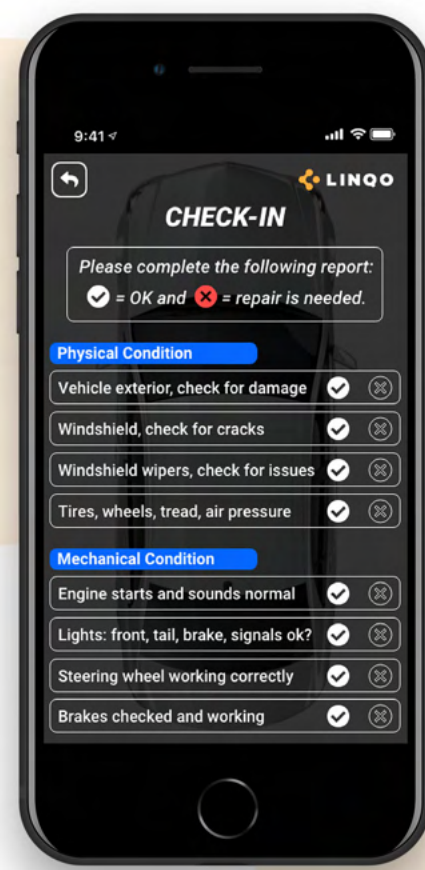 9:41
LINQO
CHECK-IN
Please complete the following report:
= OK and = repair is needed.
Physical Condition
Vehicle exterior, check for damage
Windshield, check for cracks
Windshield wipers, check for issues
Tires, wheels, tread, air pressure
Mechanical Condition
Engine starts and sounds normal
Lights: front, tail, brake, signals ok?
Steering wheel working correctly
Brakes checked and working